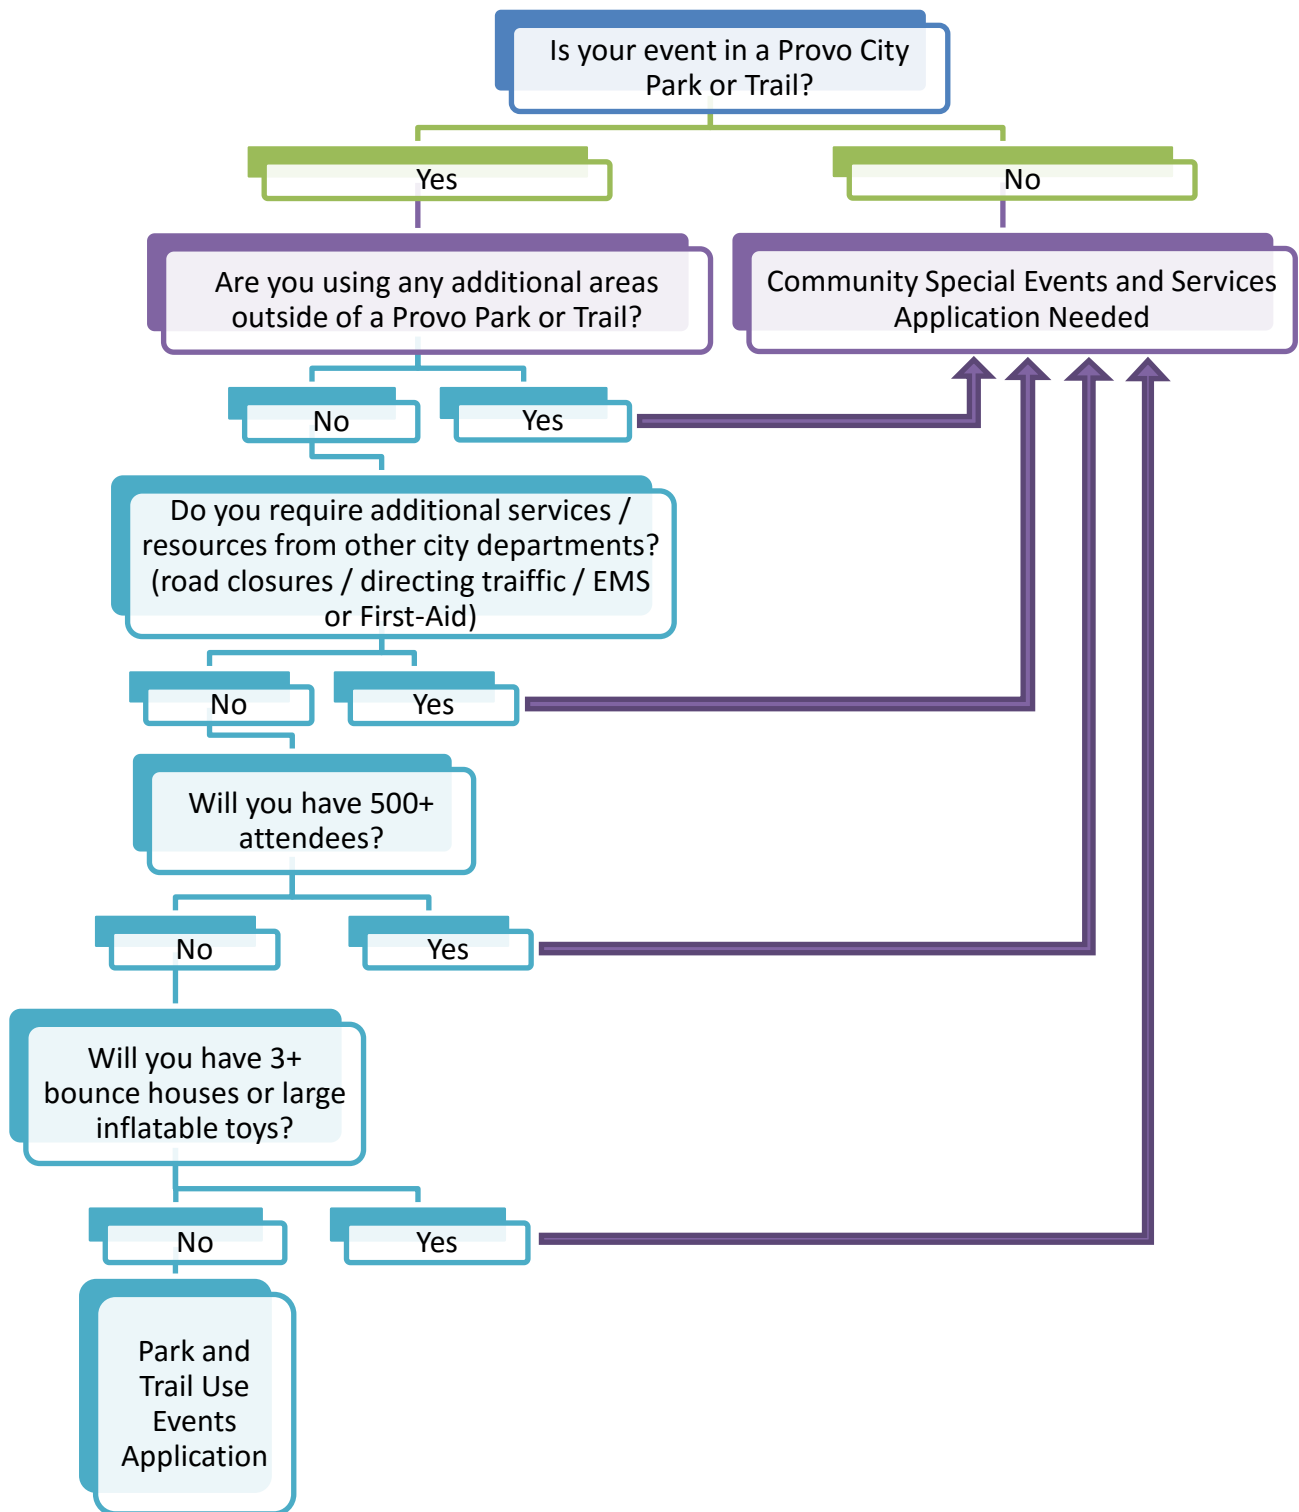 Is your event in a Provo City
Park or Trail?
Yes
No
Are you using any additional areas
outside of a Provo Park or Trail?
Community Special Events and Services
Application Needed
No
Yes
Do you require additional services /
resources from other city departments?
(road closures / directing traiffic / EMS
or First-Aid)
No
Yes
Will you have 500+
attendees?
No
Yes
Will you have 3+
bounce houses or large
inflatable toys?
No
Yes
Park and
Trail Use
Events
Application